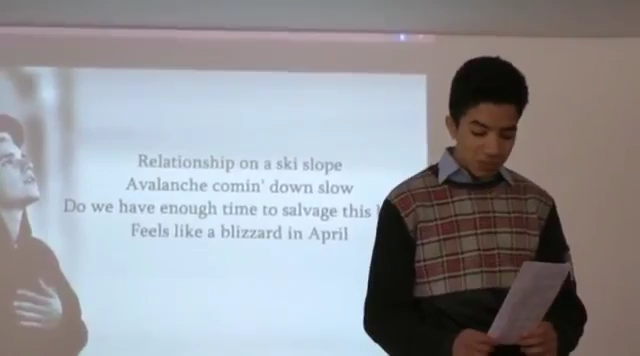 Relationship on a ski slope
Avalanche comin' down slow
Do we have enough time to salvage this
Feels like a blizzard in April